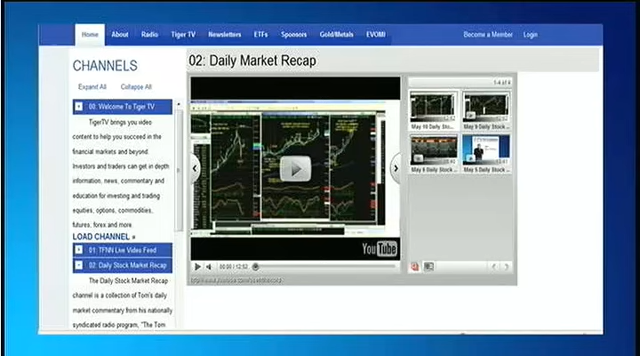 Home About Radio Tiger TV Newsletters ETFs Sponsors Gold/Metals EVOMI Become a Member Login
CHANNELS
02: Daily Market Recap
Expand All Collapse All
00: Welcome To Tiger TV
TigerTV brings you video
content to help you succeed in the
financial markets and beyond.
Investors and traders can get in depth
information, news, commentary and
education for investing and trading
equities, options, commodities,
futures, forex and more.
LOAD CHANNEL »
01: TFNN Live Video Feed
02: Daily Stock Market Recap
The Daily Stock Market Recap
channel is a collection of Tom's daily
market commentary from his nationally
syndicated radio program, "The Tom
May 10 Daily Sto...
May 9 Daily Stock ...
May 6 Daily Stock ...
May 5 Daily Stock ...
YouTube
00:00 / 12:52